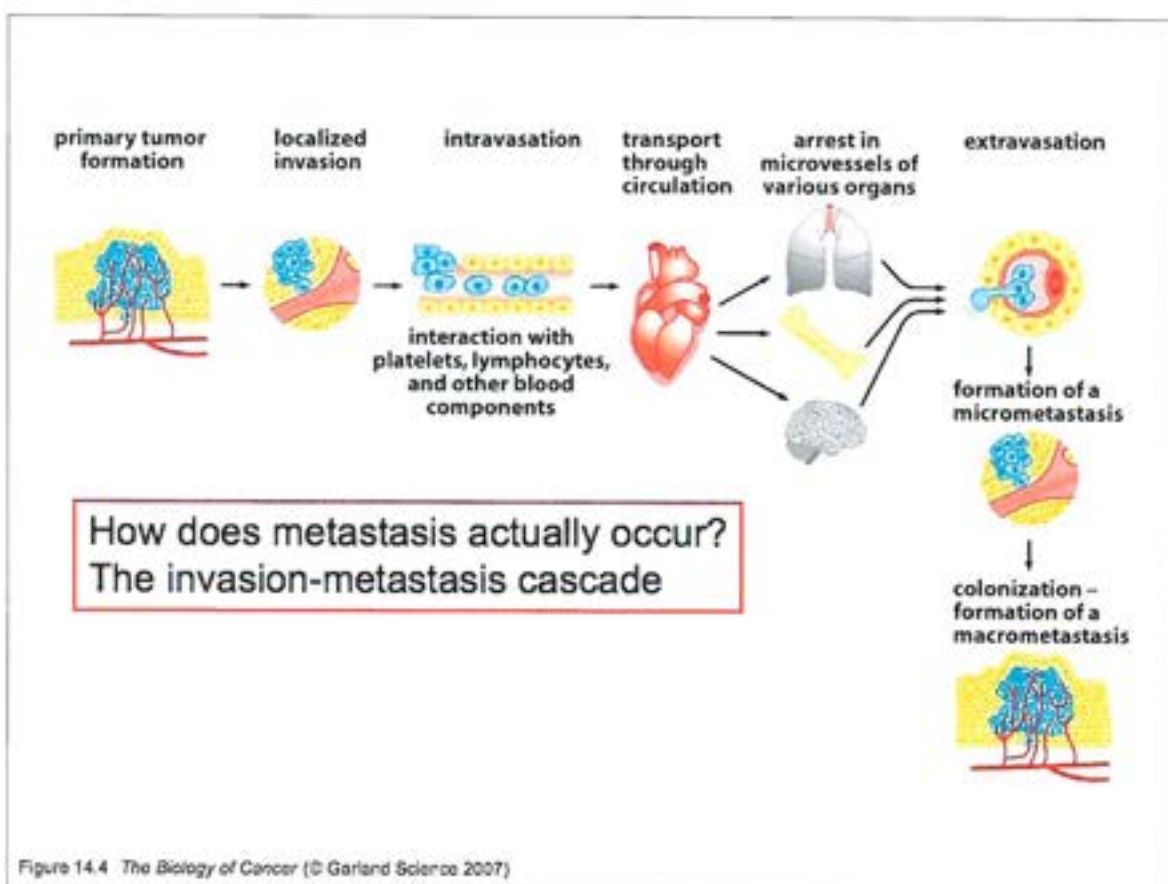 primary tumor
formation
localized
invasion
intravasation
transport
through
circulation
arrest in
microvessels of
various organs
extravasation
interaction with
platelets, lymphocytes,
and other blood
components
formation of a
micrometastasis
How does metastasis actually occur?
The invasion-metastasis cascade
colonization –
formation of a
macrometastasis
Figure 14.4 The Biology of Cancer (© Garland Science 2007)